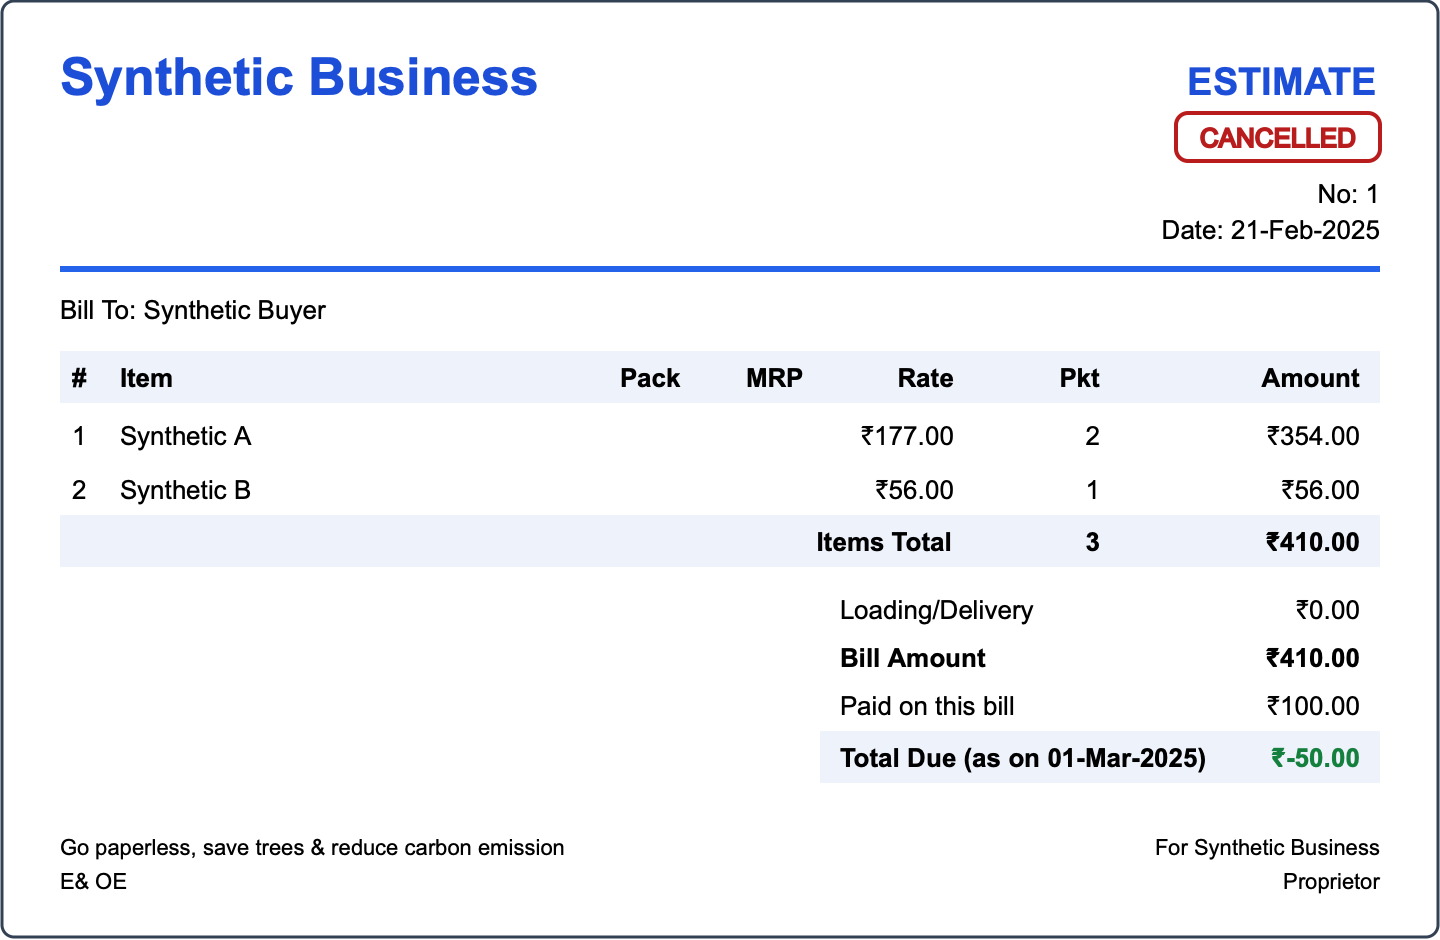 Synthetic Business
ESTIMATE
CANCELLED
No: 1
Date: 21-Feb-2025
Bill To: Synthetic Buyer
# Item Pack MRP Rate Pkt Amount
1 Synthetic A ₹177.00 2 ₹354.00
2 Synthetic B ₹56.00 1 ₹56.00
Items Total 3 ₹410.00
Loading/Delivery ₹0.00
Bill Amount ₹410.00
Paid on this bill ₹100.00
Total Due (as on 01-Mar-2025) ₹-50.00
Go paperless, save trees & reduce carbon emission
E& OE
For Synthetic Business
Proprietor